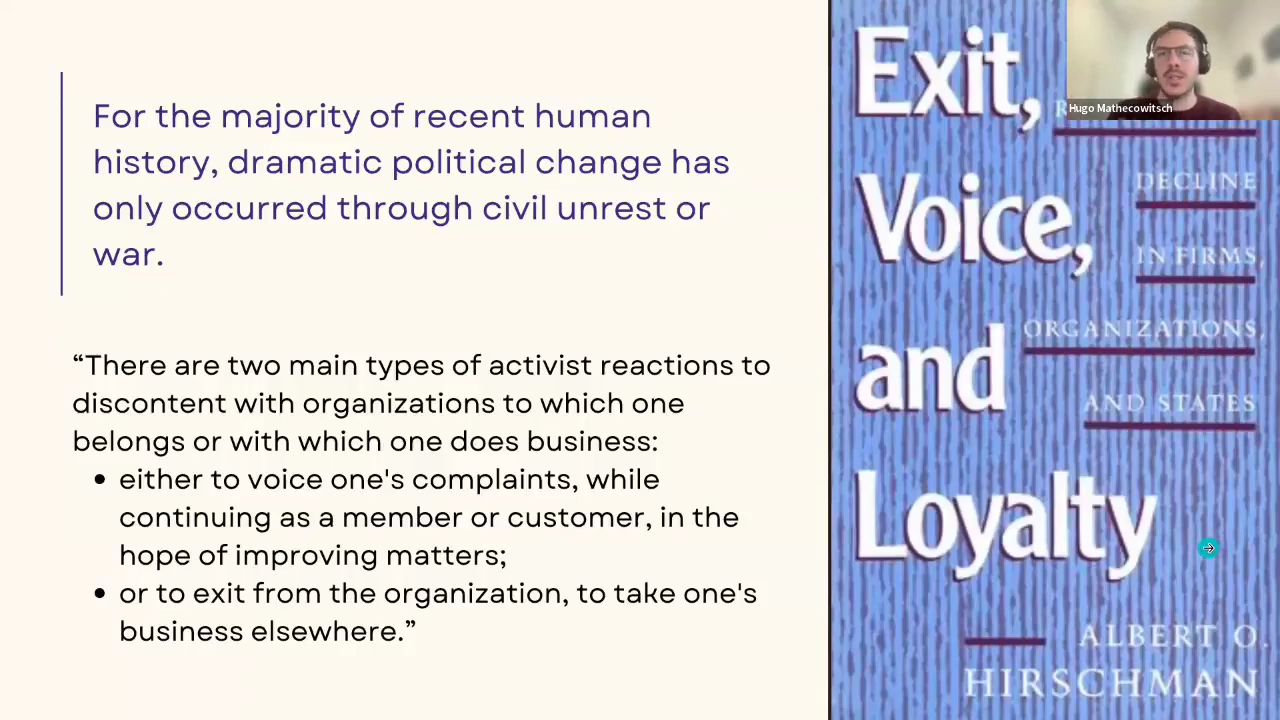 For the majority of recent human
history, dramatic political change has
only occurred through civil unrest or
war.
“There are two main types of activist reactions to
discontent with organizations to which one
belongs or with which one does business:
• either to voice one's complaints, while
continuing as a member or customer, in the
hope of improving matters;
• or to exit from the organization, to take one's
business elsewhere.”
Exit,
Voice,
and
Loyalty
DECLINE
IN FIRMS,
ORGANIZATIONS,
AND STATES
ALBERT O.
HIRSCHMAN
Hugo Mathecowitsch